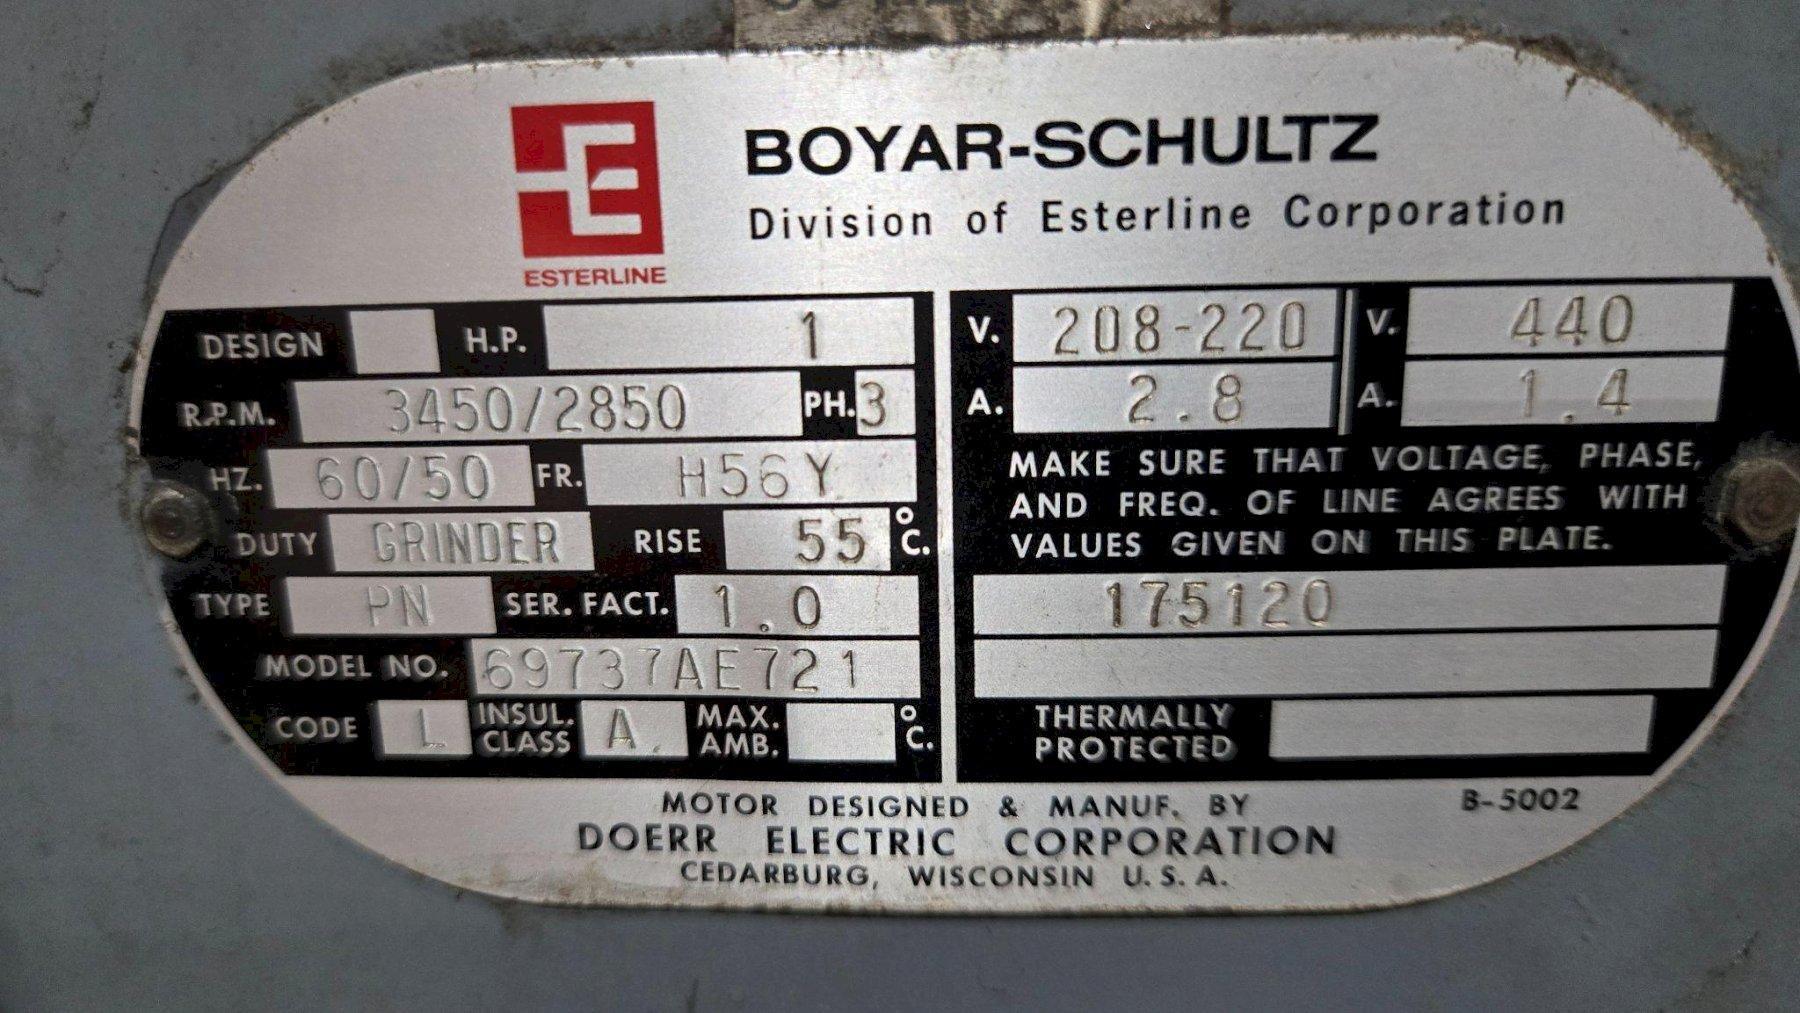 BOYAR-SCHULTZ
Division of Esterline Corporation
ESTERLINE
DESIGN H.P. 1
R.P.M. 3450/2850 PH. 3
HZ. 60/50 FR. H56Y
DUTY GRINDER RISE 55 °C.
TYPE PN SER. FACT. 1.0
MODEL NO. 69737AE721
CODE L INSUL. CLASS A. MAX. AMB. °C.
V. 208-220 V. 440
A. 2.8 A. 1.4
MAKE SURE THAT VOLTAGE, PHASE,
AND FREQ. OF LINE AGREES WITH
VALUES GIVEN ON THIS PLATE.
175120
THERMALLY
PROTECTED
MOTOR DESIGNED & MANUF. BY B-5002
DOERR ELECTRIC CORPORATION
CEDARBURG, WISCONSIN U.S.A.